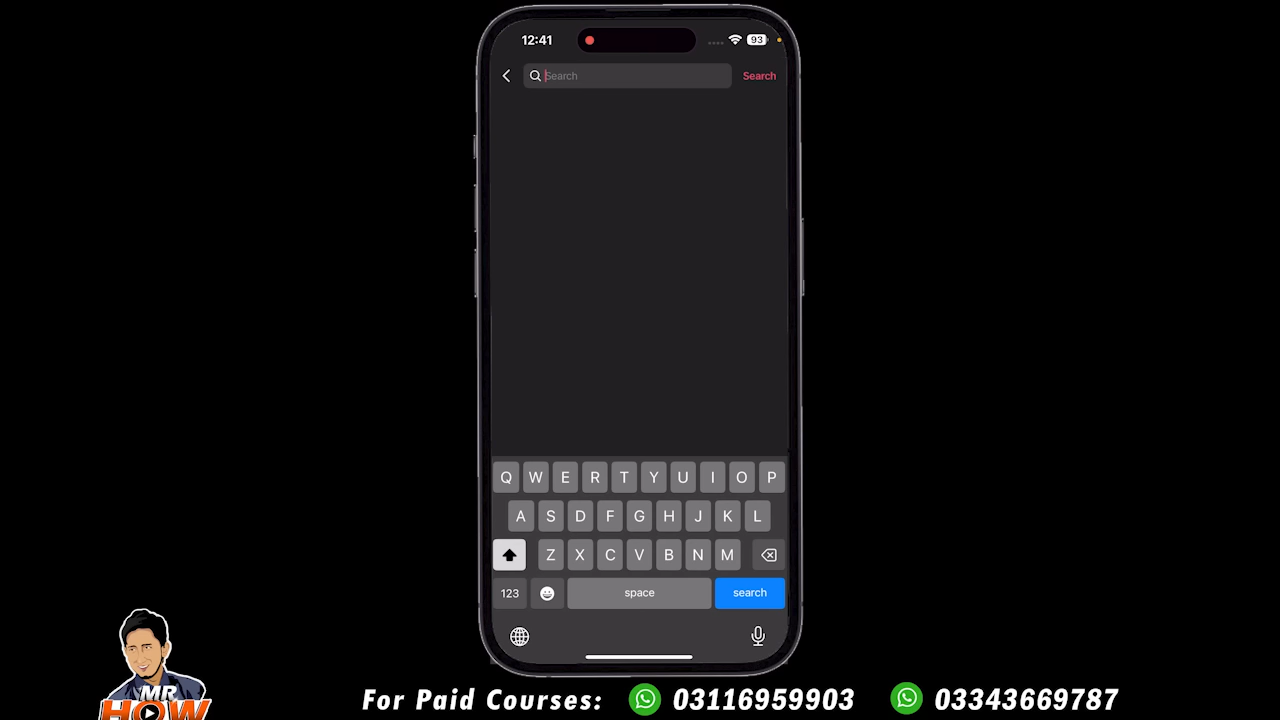 12:41
93
Search
Search
Q W E R T Y U I O P
A S D F G H J K L
Z X C V B N M
123 space search
MR
HOW
For Paid Courses: 03116959903 03343669787